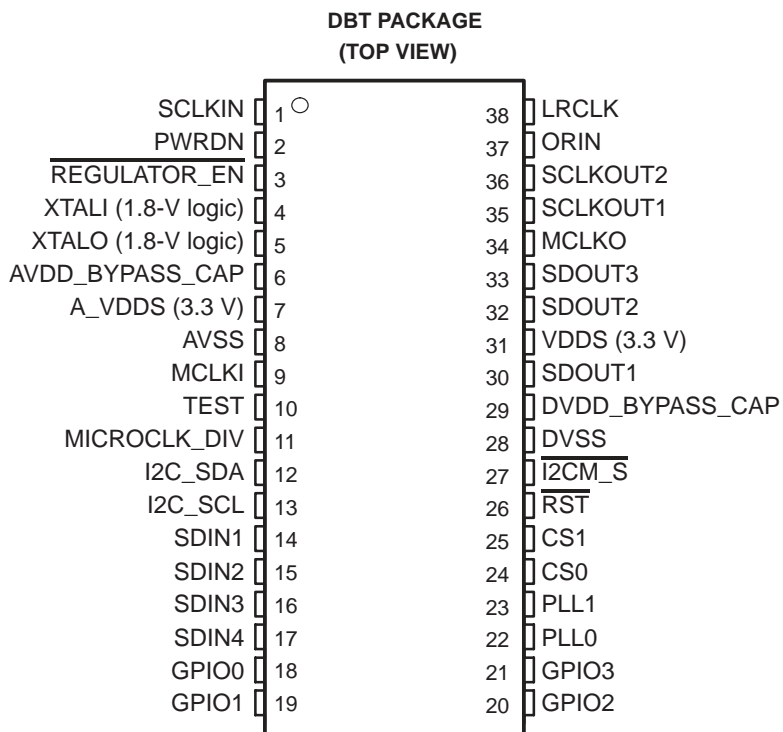 DBT PACKAGE
(TOP VIEW)
SCLKIN 1 38 LRCLK
PWRDN 2 37 ORIN
REGULATOR_EN 3 36 SCLKOUT2
XTALI (1.8-V logic) 4 35 SCLKOUT1
XTALO (1.8-V logic) 5 34 MCLKO
AVDD_BYPASS_CAP 6 33 SDOUT3
A_VDDS (3.3 V) 7 32 SDOUT2
AVSS 8 31 VDDS (3.3 V)
MCLKI 9 30 SDOUT1
TEST 10 29 DVDD_BYPASS_CAP
MICROCLK_DIV 11 28 DVSS
I2C_SDA 12 27 I2CM_S
I2C_SCL 13 26 RST
SDIN1 14 25 CS1
SDIN2 15 24 CS0
SDIN3 16 23 PLL1
SDIN4 17 22 PLL0
GPIO0 18 21 GPIO3
GPIO1 19 20 GPIO2